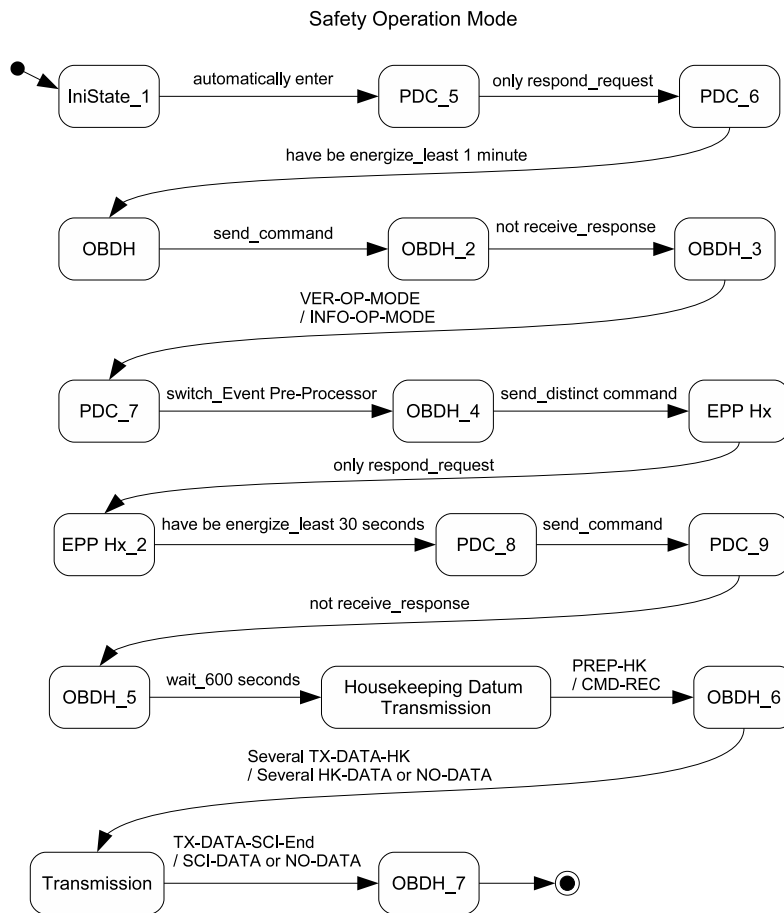 Safety Operation Mode
IniState_1
automatically enter
PDC_5
only respond_request
PDC_6
have be energize_least 1 minute
OBDH
send_command
OBDH_2
not receive_response
OBDH_3
VER-OP-MODE
/ INFO-OP-MODE
PDC_7
switch_Event Pre-Processor
OBDH_4
send_distinct command
EPP Hx
only respond_request
EPP Hx_2
have be energize_least 30 seconds
PDC_8
send_command
PDC_9
not receive_response
OBDH_5
wait_600 seconds
Housekeeping Datum
Transmission
PREP-HK
/ CMD-REC
OBDH_6
Several TX-DATA-HK
/ Several HK-DATA or NO-DATA
Transmission
TX-DATA-SCI-End
/ SCI-DATA or NO-DATA
OBDH_7